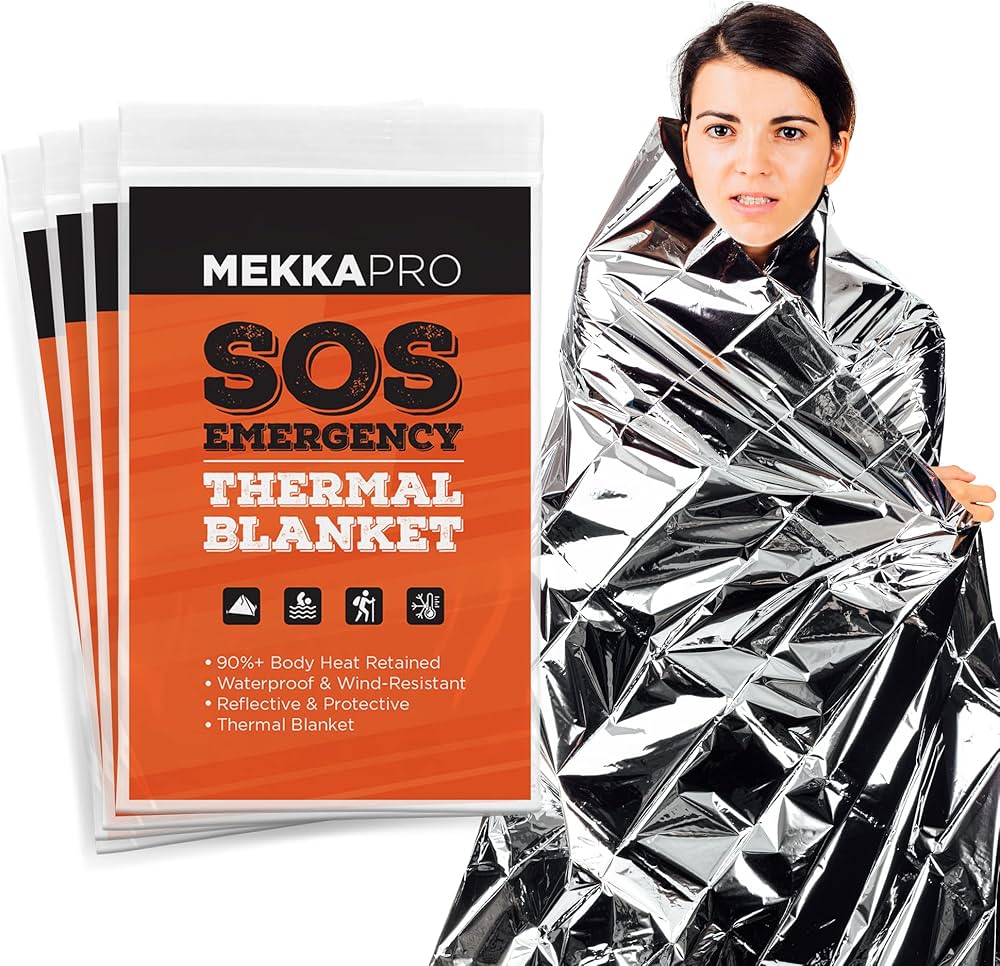 MEKKAPRO
SOS
EMERGENCY
THERMAL
BLANKET
• 90%+ Body Heat Retained
• Waterproof & Wind-Resistant
• Reflective & Protective
• Thermal Blanket